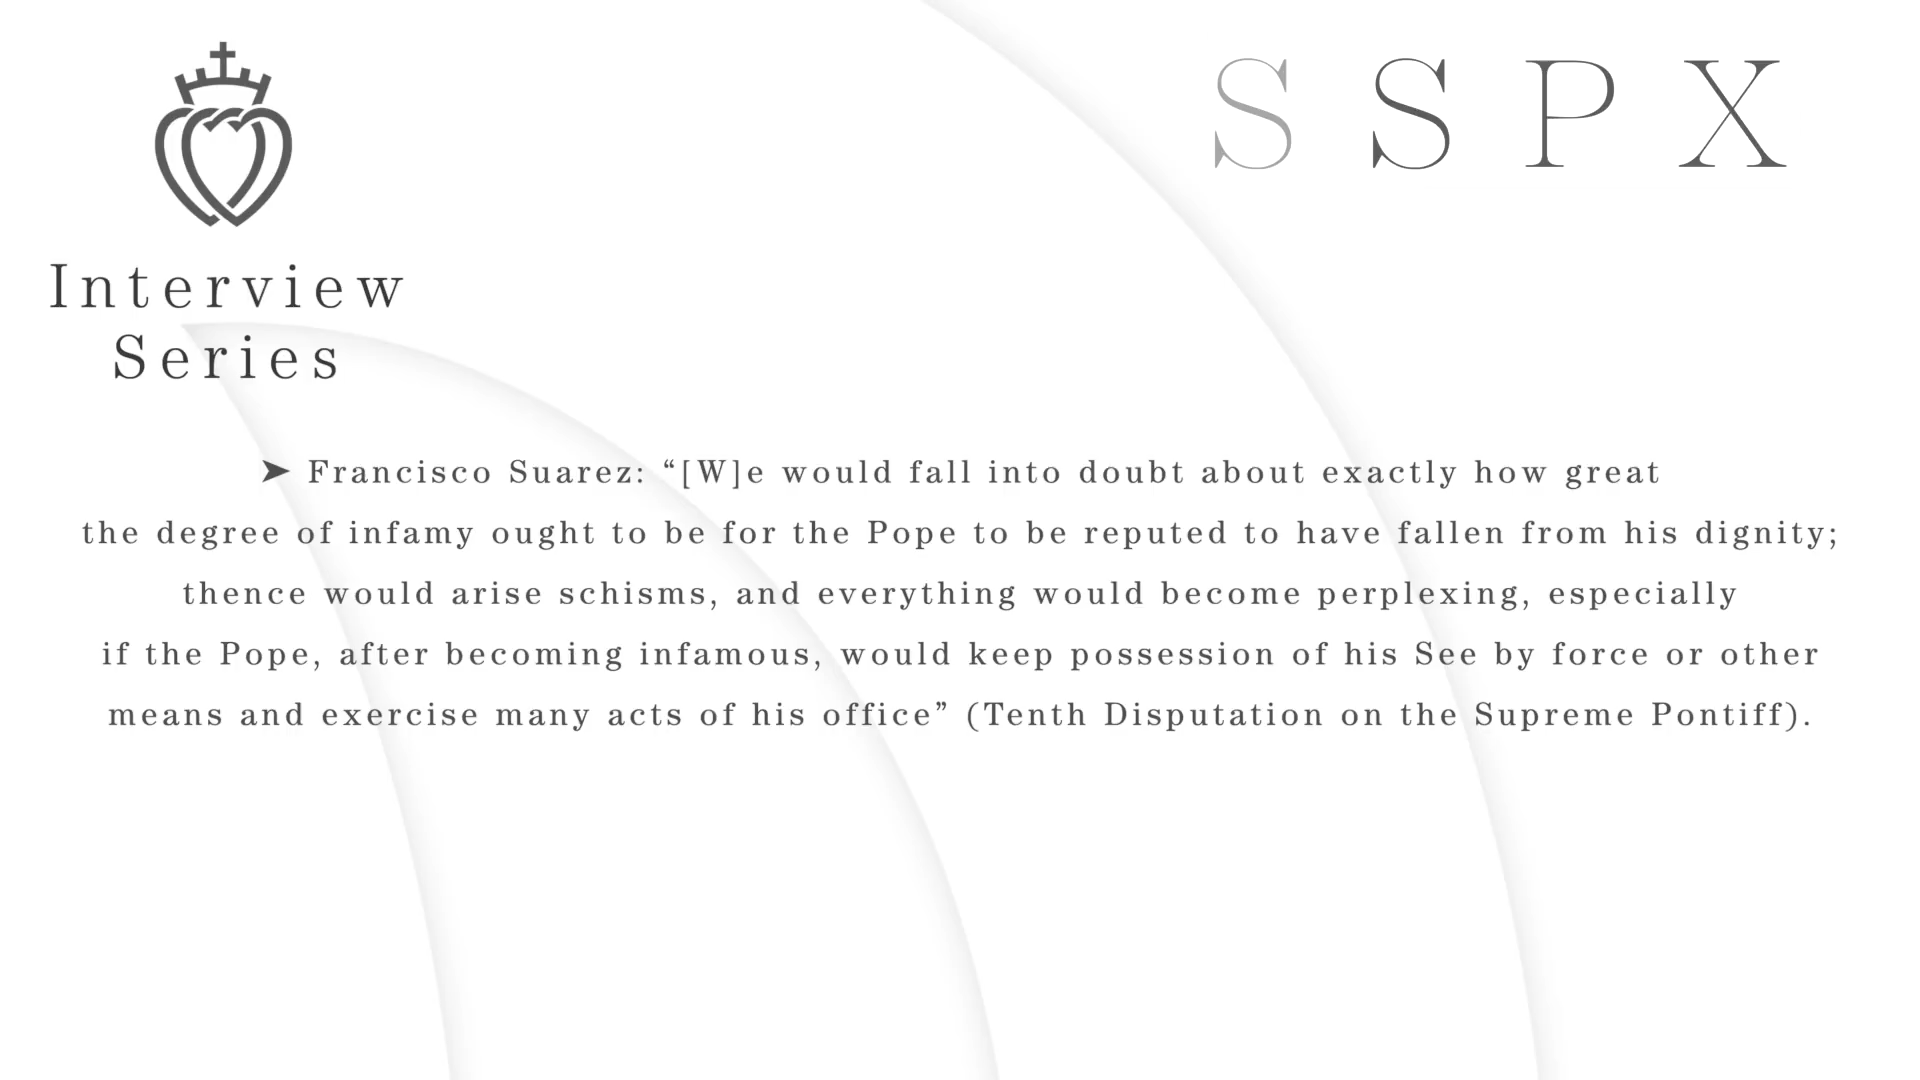 SSPX
Interview
Series
➤ Francisco Suarez: “[W]e would fall into doubt about exactly how great
the degree of infamy ought to be for the Pope to be reputed to have fallen from his dignity;
thence would arise schisms, and everything would become perplexing, especially
if the Pope, after becoming infamous, would keep possession of his See by force or other
means and exercise many acts of his office” (Tenth Disputation on the Supreme Pontiff).